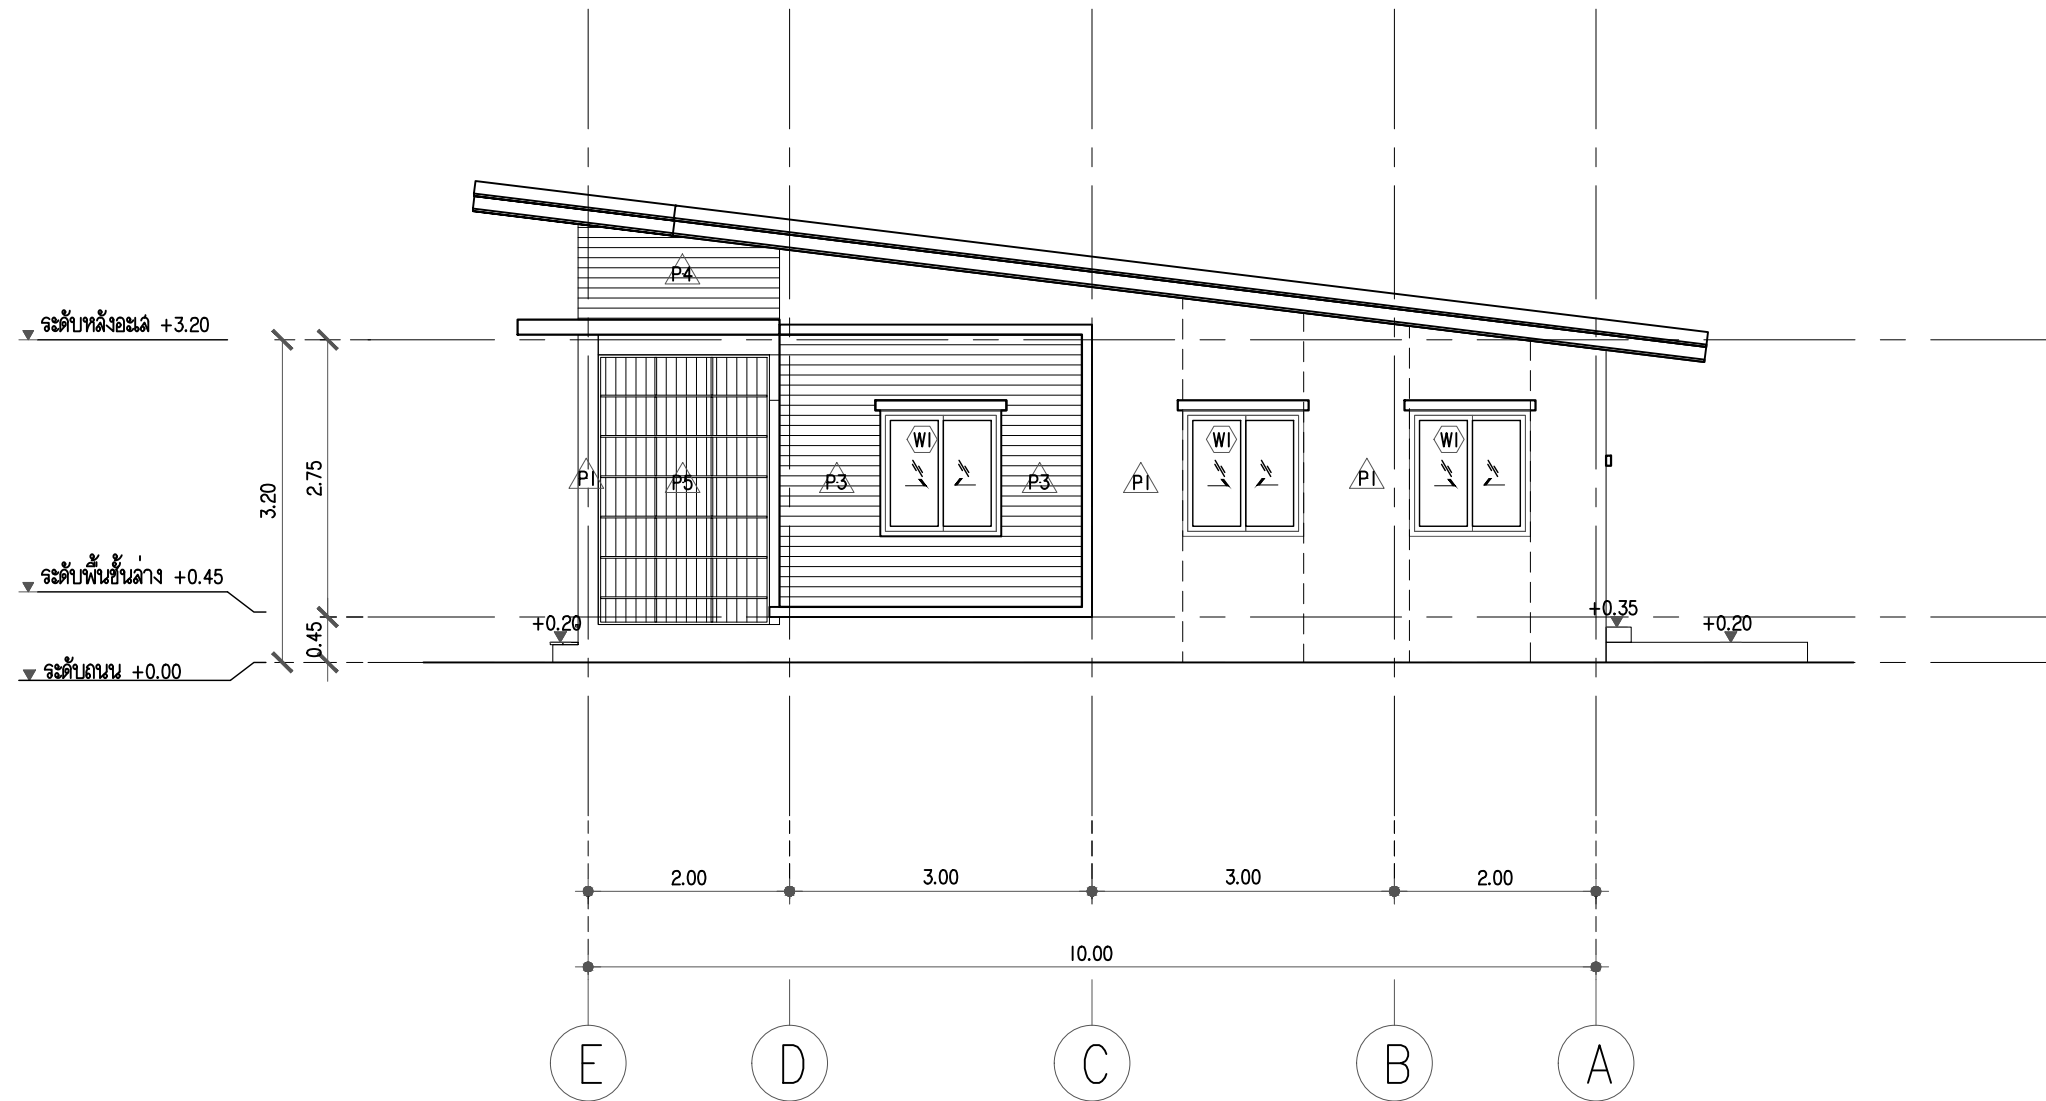 P4
ระดับหลังอะเส +3.20
W1 W1 W1
P1 P5 P3 P3 P1 P1
3.20
2.75
ระดับพื้นชั้นล่าง +0.45
+0.20
+0.35
+0.20
0.45
ระดับถนน +0.00
2.00 3.00 3.00 2.00
10.00
E D C B A